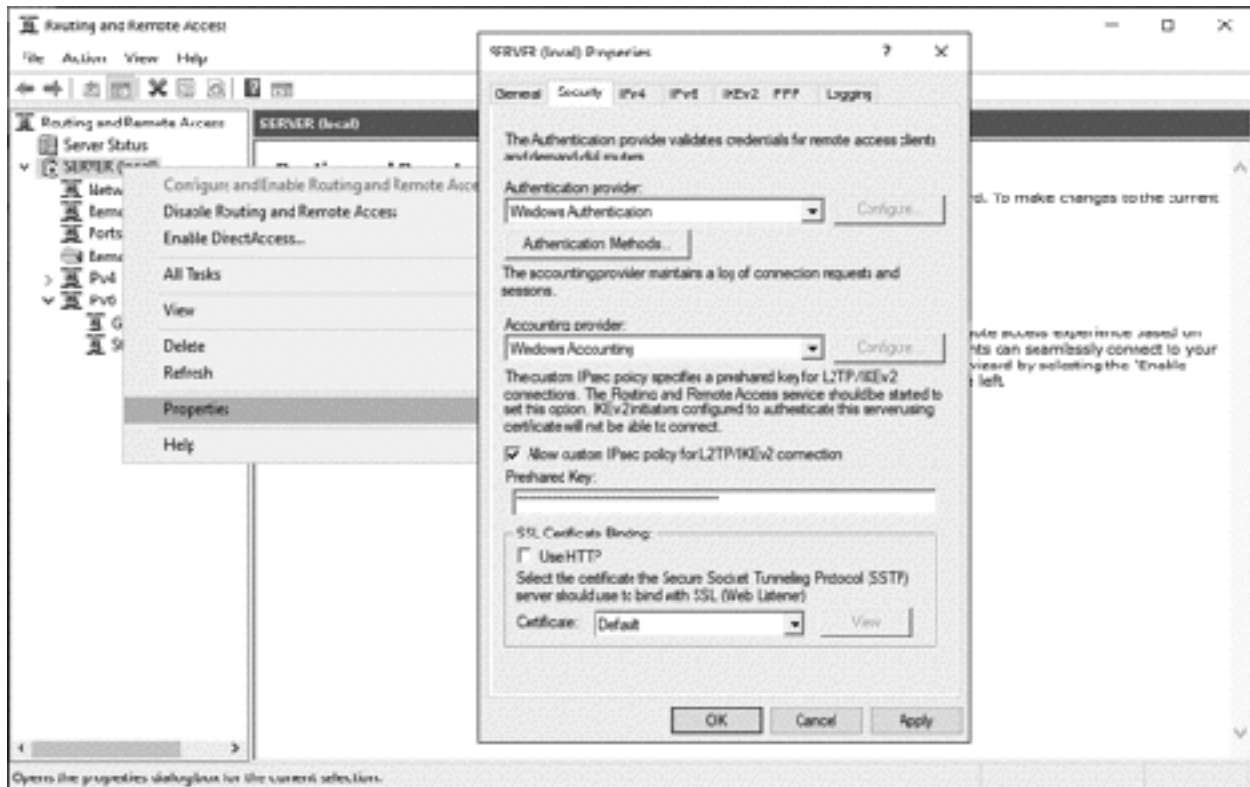 Routing and Remote Access
File Action View Help
Routing and Remote Access
Server Status
SERVER (local)
Ports
IPv4
IPv6
SERVER (local)
Configure and Enable Routing and Remote
Disable Routing and Remote Access
Enable DirectAccess...
All Tasks
View
Delete
Refresh
Properties
Help
SERVER (local) Properties
General Security IPv4 IPv6 IKEv2 PPP Logging
The Authentication provider validates credentials for remote access clients
and demand-dial routers.
Authentication provider:
Windows Authentication
Configure...
Authentication Methods...
The accounting provider maintains a log of connection requests and
sessions.
Accounting provider:
Windows Accounting
Configure...
The custom IPsec policy specifies a preshared key for L2TP/IKEv2
connections. The Routing and Remote Access service should be started to
set this option. IKEv2 initiators configured to authenticate this server using
certificate will not be able to connect.
Allow custom IPsec policy for L2TP/IKEv2 connection
Preshared Key:
SSL Certificate Binding:
Use HTTP
Select the certificate the Secure Socket Tunneling Protocol (SSTP)
server should use to bind with SSL (Web Listener)
Certificate:
Default
View
OK
Cancel
Apply
To make changes to the current
access experience based on
can seamlessly connect to your
wizard by selecting the "Enable
left.
Opens the properties dialog box for the current selection.